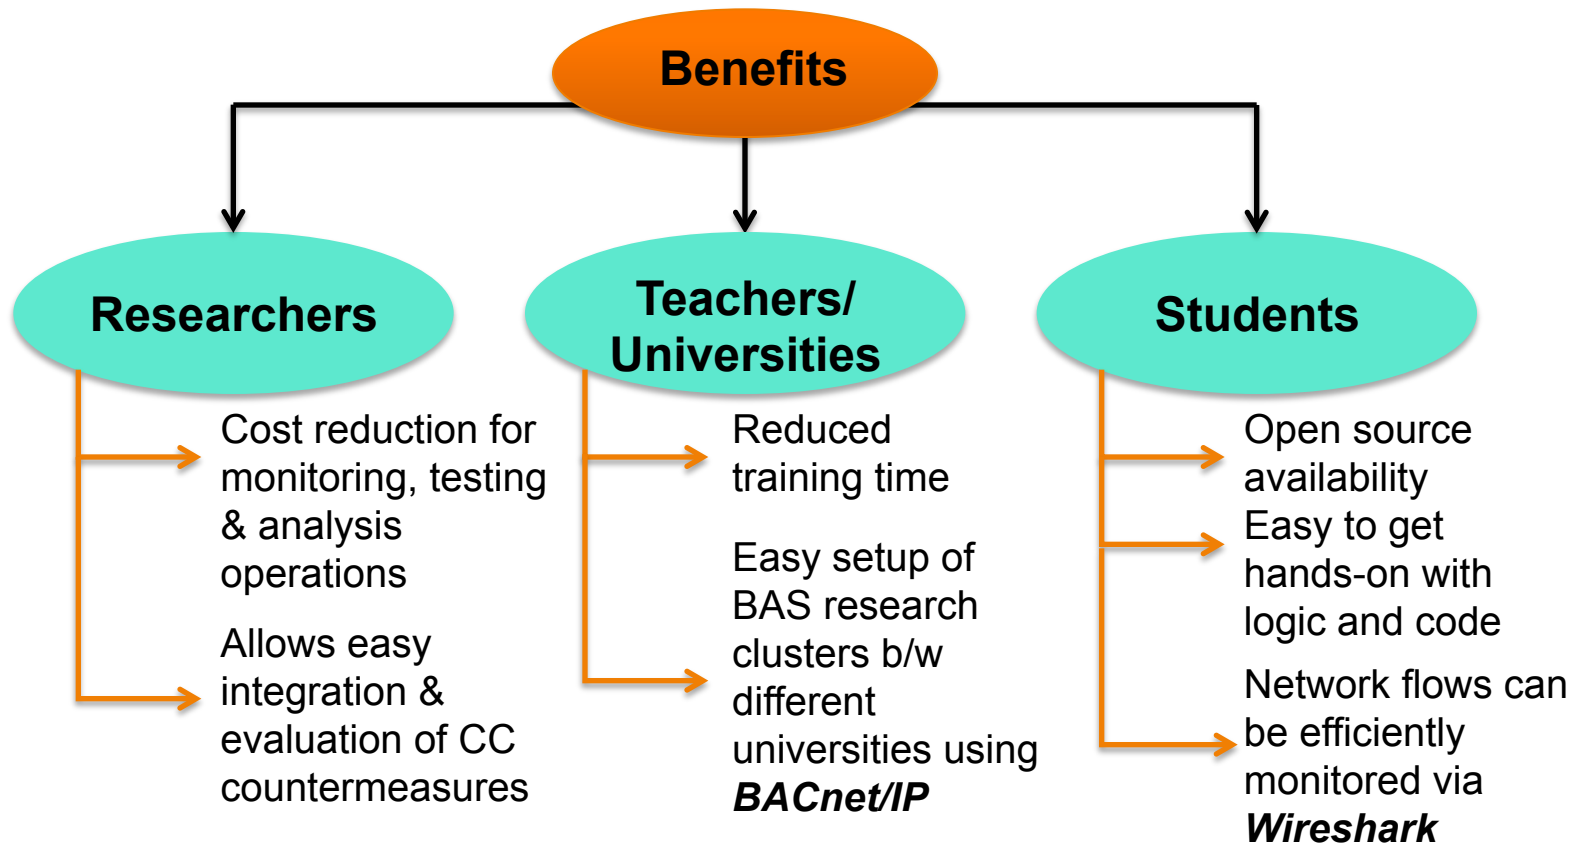 Benefits
Researchers
Cost reduction for
monitoring, testing
& analysis
operations
Allows easy
integration &
evaluation of CC
countermeasures
Teachers/
Universities
Reduced
training time
Easy setup of
BAS research
clusters b/w
different
universities using
BACnet/IP
Students
Open source
availability
Easy to get
hands-on with
logic and code
Network flows can
be efficiently
monitored via
Wireshark